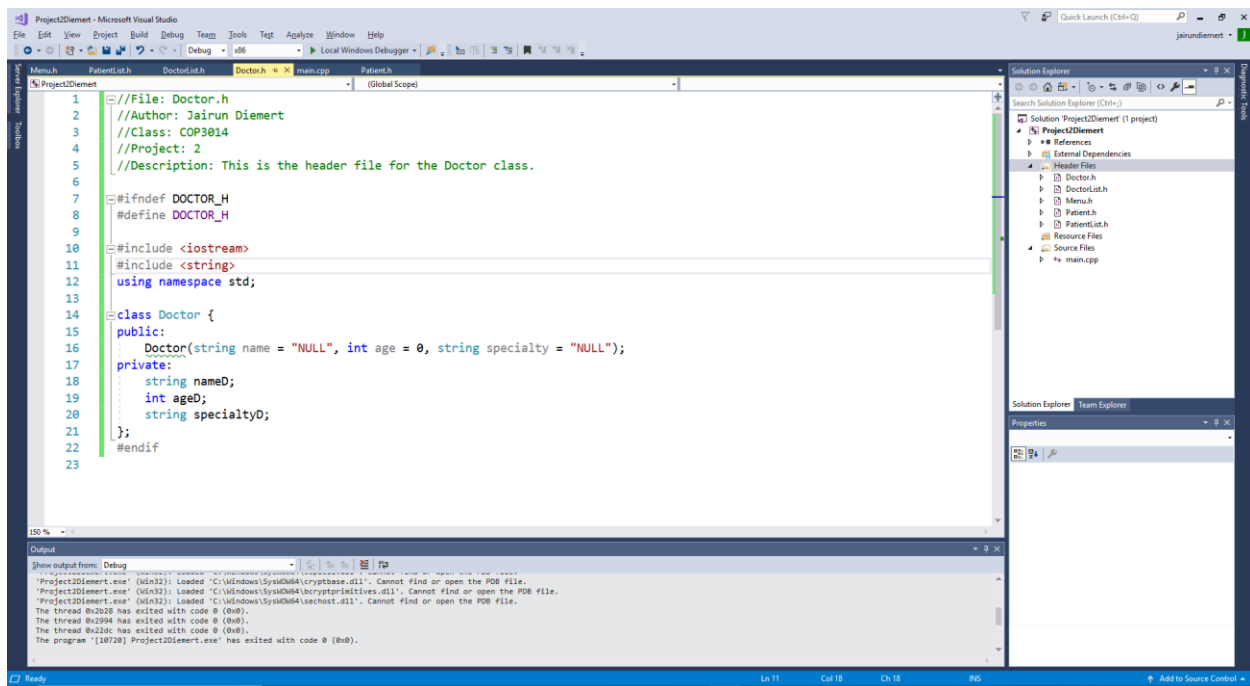 Project2Diemert - Microsoft Visual Studio
Quick Launch (Ctrl+Q)
File Edit View Project Build Debug Team Tools Test Analyze Window Help
jairundiemert
J
Debug x86 Local Windows Debugger
Server Explorer
Toolbox
Menu.h PatientList.h DoctorList.h Doctor.h main.cpp Patient.h
Project2Diemert (Global Scope)
1 //File: Doctor.h
2 //Author: Jairun Diemert
3 //Class: COP3014
4 //Project: 2
5 //Description: This is the header file for the Doctor class.
6
7 #ifndef DOCTOR_H
8 #define DOCTOR_H
9
10 #include <iostream>
11 #include <string>
12 using namespace std;
13
14 class Doctor {
15 public:
16 Doctor(string name = "NULL", int age = 0, string specialty = "NULL");
17 private:
18 string nameD;
19 int ageD;
20 string specialtyD;
21 };
22 #endif
23
150 %
Output
Show output from: Debug
'Project2Diemert.exe' (Win32): Loaded 'C:\Windows\SysWOW64\cryptbase.dll'. Cannot find or open the PDB file.
'Project2Diemert.exe' (Win32): Loaded 'C:\Windows\SysWOW64\bcryptprimitives.dll'. Cannot find or open the PDB file.
'Project2Diemert.exe' (Win32): Loaded 'C:\Windows\SysWOW64\sechost.dll'. Cannot find or open the PDB file.
The thread 0x2b28 has exited with code 0 (0x0).
The thread 0x2994 has exited with code 0 (0x0).
The thread 0x22dc has exited with code 0 (0x0).
The program '[10720] Project2Diemert.exe' has exited with code 0 (0x0).
Solution Explorer
Search Solution Explorer (Ctrl+;)
Solution 'Project2Diemert' (1 project)
Project2Diemert
References
External Dependencies
Header Files
Doctor.h
DoctorList.h
Menu.h
Patient.h
PatientList.h
Resource Files
Source Files
main.cpp
Solution Explorer Team Explorer
Properties
Diagnostic Tools
Ready Ln 11 Col 18 Ch 18 INS Add to Source Control